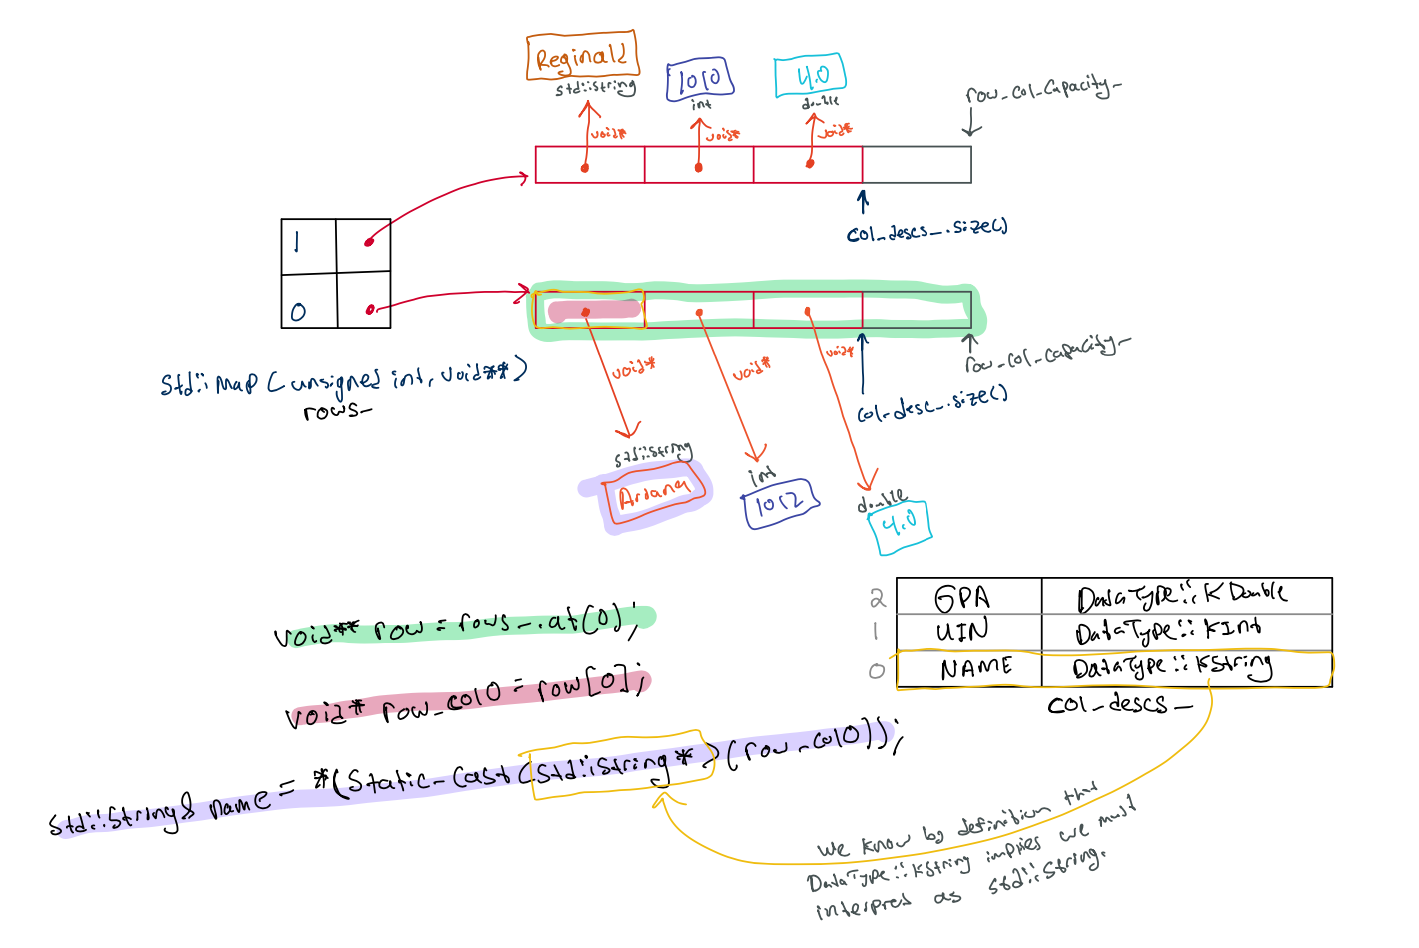 Reginald
std::string
1010
int
4.0
double
row_col_capacity_
void*
void*
void*
col_descs_.size()
1
0
std::map<unsigned int, void**>
rows_
void*
void*
void*
row_col_capacity_
col_desc_.size()
std::string
Ariana
int
1012
double
4.0
2 GPA DataType::kDouble
1 UIN DataType::kInt
0 NAME DataType::kString
col_descs_
void** row = rows_.at(0);
void* row_col0 = row[0];
std::string& name = *(static_cast<std::string*>(row_col0));
We know by definition that
DataType::kString implies we must
interpret as std::string.